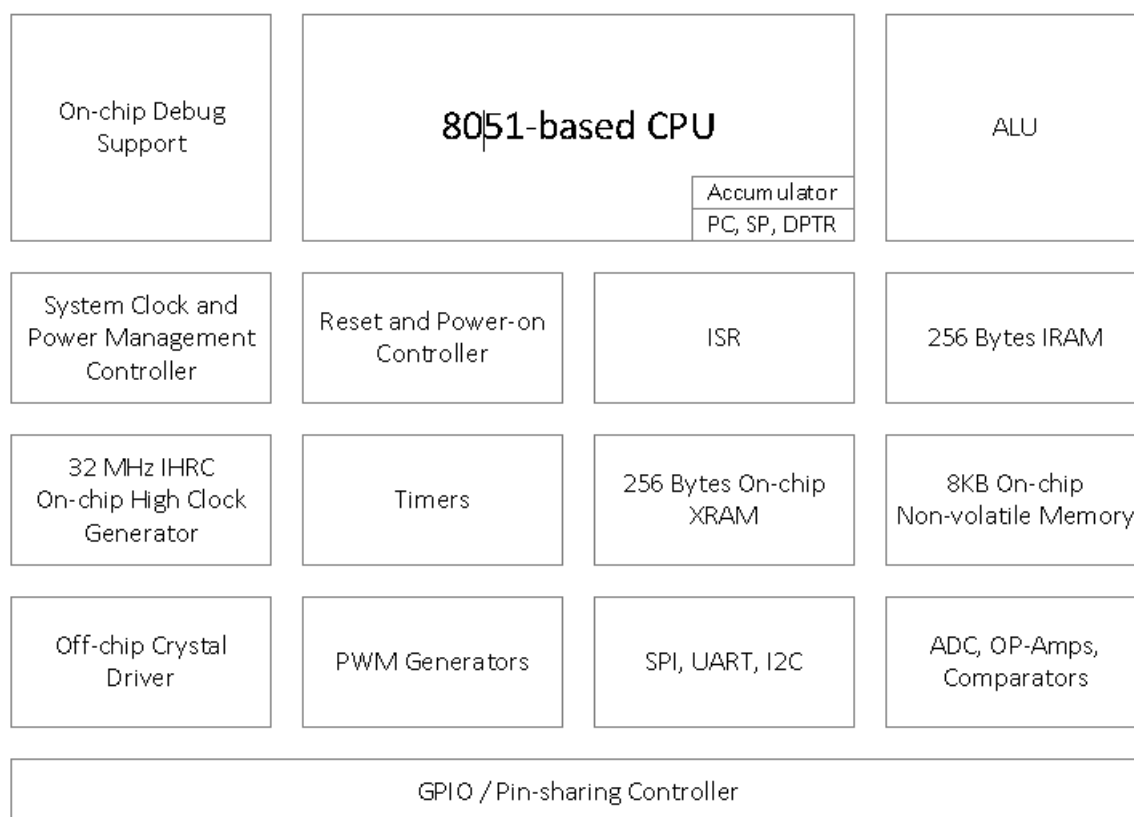 On-chip Debug
Support
8051-based CPU
Accumulator
PC, SP, DPTR
ALU
System Clock and
Power Management
Controller
Reset and Power-on
Controller
ISR
256 Bytes IRAM
32 MHz IHRC
On-chip High Clock
Generator
Timers
256 Bytes On-chip
XRAM
8KB On-chip
Non-volatile Memory
Off-chip Crystal
Driver
PWM Generators
SPI, UART, I2C
ADC, OP-Amps,
Comparators
GPIO / Pin-sharing Controller